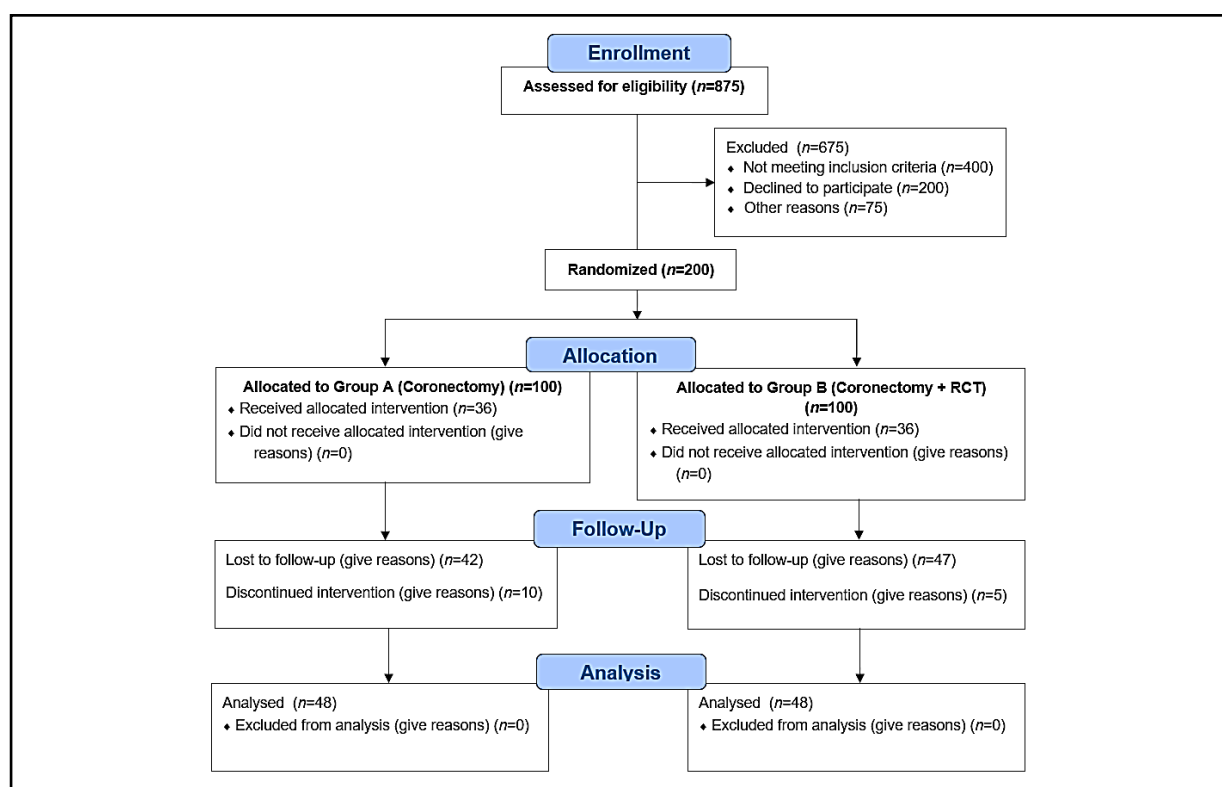 Enrollment
Assessed for eligibility (n=875)
Excluded (n=675)
♦ Not meeting inclusion criteria (n=400)
♦ Declined to participate (n=200)
♦ Other reasons (n=75)
Randomized (n=200)
Allocation
Allocated to Group A (Coronectomy) (n=100)
♦ Received allocated intervention (n=36)
♦ Did not receive allocated intervention (give
reasons) (n=0)
Allocated to Group B (Coronectomy + RCT)
(n=100)
♦ Received allocated intervention (n=36)
♦ Did not receive allocated intervention (give reasons)
(n=0)
Follow-Up
Lost to follow-up (give reasons) (n=42)
Discontinued intervention (give reasons) (n=10)
Lost to follow-up (give reasons) (n=47)
Discontinued intervention (give reasons) (n=5)
Analysis
Analysed (n=48)
♦ Excluded from analysis (give reasons) (n=0)
Analysed (n=48)
♦ Excluded from analysis (give reasons) (n=0)